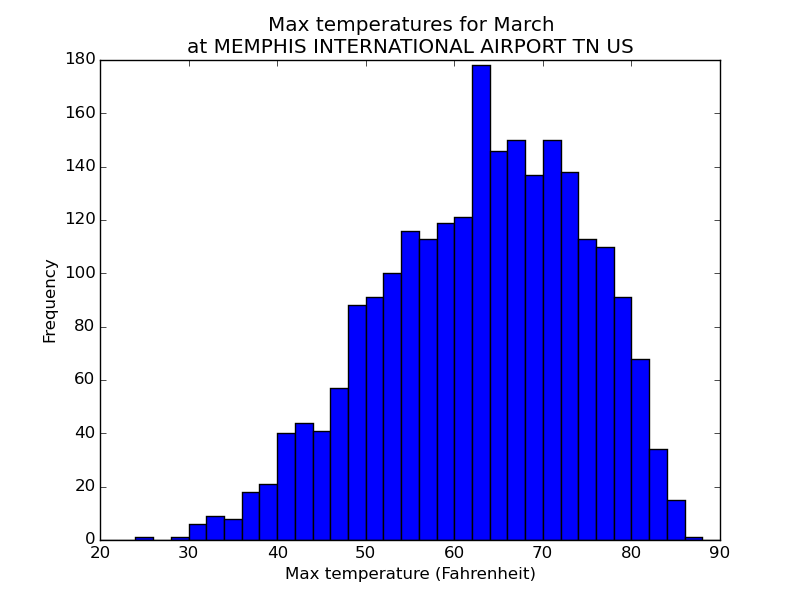 Max temperatures for March
at MEMPHIS INTERNATIONAL AIRPORT TN US
180
160
140
120
100
80
60
40
20
0
Frequency
20 30 40 50 60 70 80 90
Max temperature (Fahrenheit)